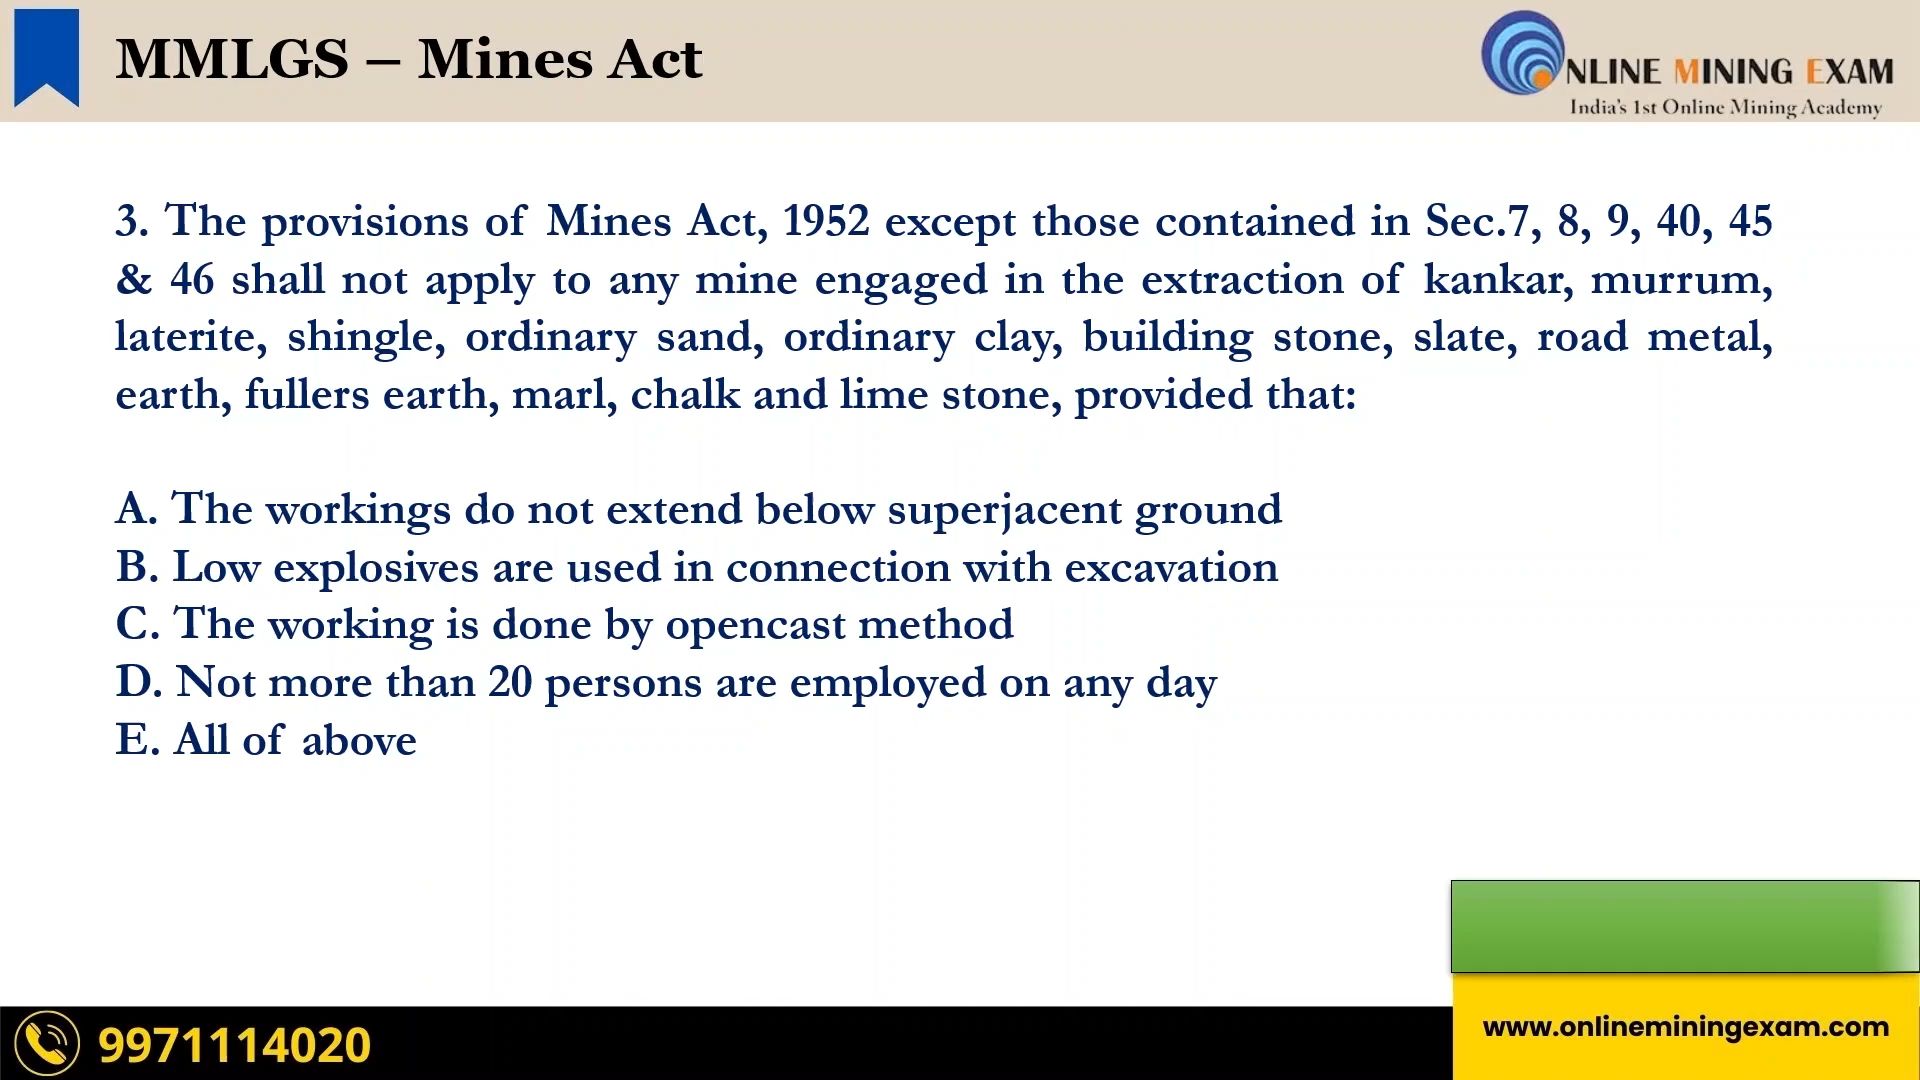 MMLGS – Mines Act
NLINE MINING EXAM
India's 1st Online Mining Academy
3. The provisions of Mines Act, 1952 except those contained in Sec.7, 8, 9, 40, 45
& 46 shall not apply to any mine engaged in the extraction of kankar, murrum,
laterite, shingle, ordinary sand, ordinary clay, building stone, slate, road metal,
earth, fullers earth, marl, chalk and lime stone, provided that:
A. The workings do not extend below superjacent ground
B. Low explosives are used in connection with excavation
C. The working is done by opencast method
D. Not more than 20 persons are employed on any day
E. All of above
9971114020
www.onlineminingexam.com